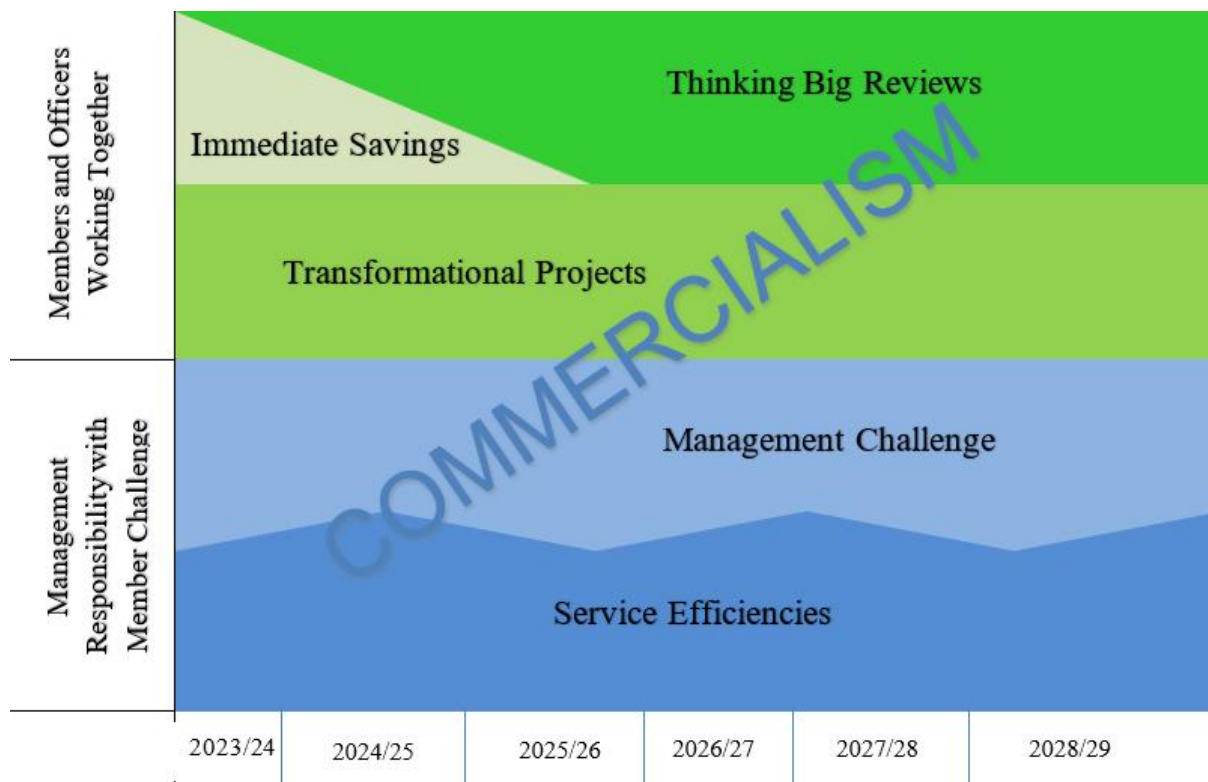 Members and Officers
Working Together
Thinking Big Reviews
Immediate Savings
Transformational Projects
COMMERCIALISM
Management
Responsibility with
Member Challenge
Management Challenge
Service Efficiencies
2023/24
2024/25
2025/26
2026/27
2027/28
2028/29